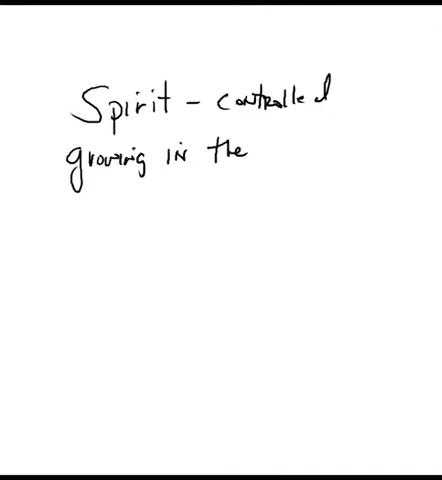 Spirit - controlled
growing in the